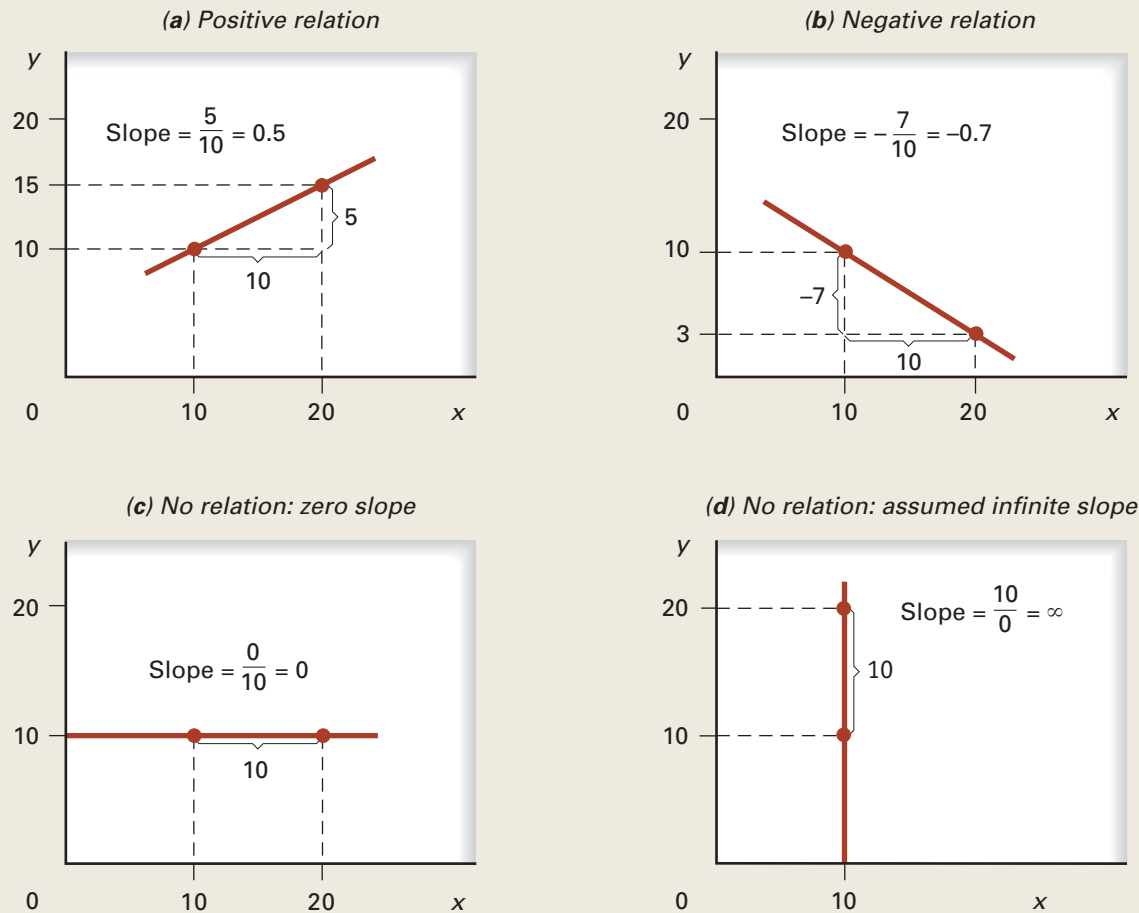 (a) Positive relation
y
20
Slope = 5/10 = 0.5
15
5
10
10
0
10
20
x
(b) Negative relation
y
20
Slope = – 7/10 = –0.7
10
–7
3
10
0
10
20
x
(c) No relation: zero slope
y
20
Slope = 0/10 = 0
10
10
0
10
20
x
(d) No relation: assumed infinite slope
y
20
Slope = 10/0 = ∞
10
10
0
10
x